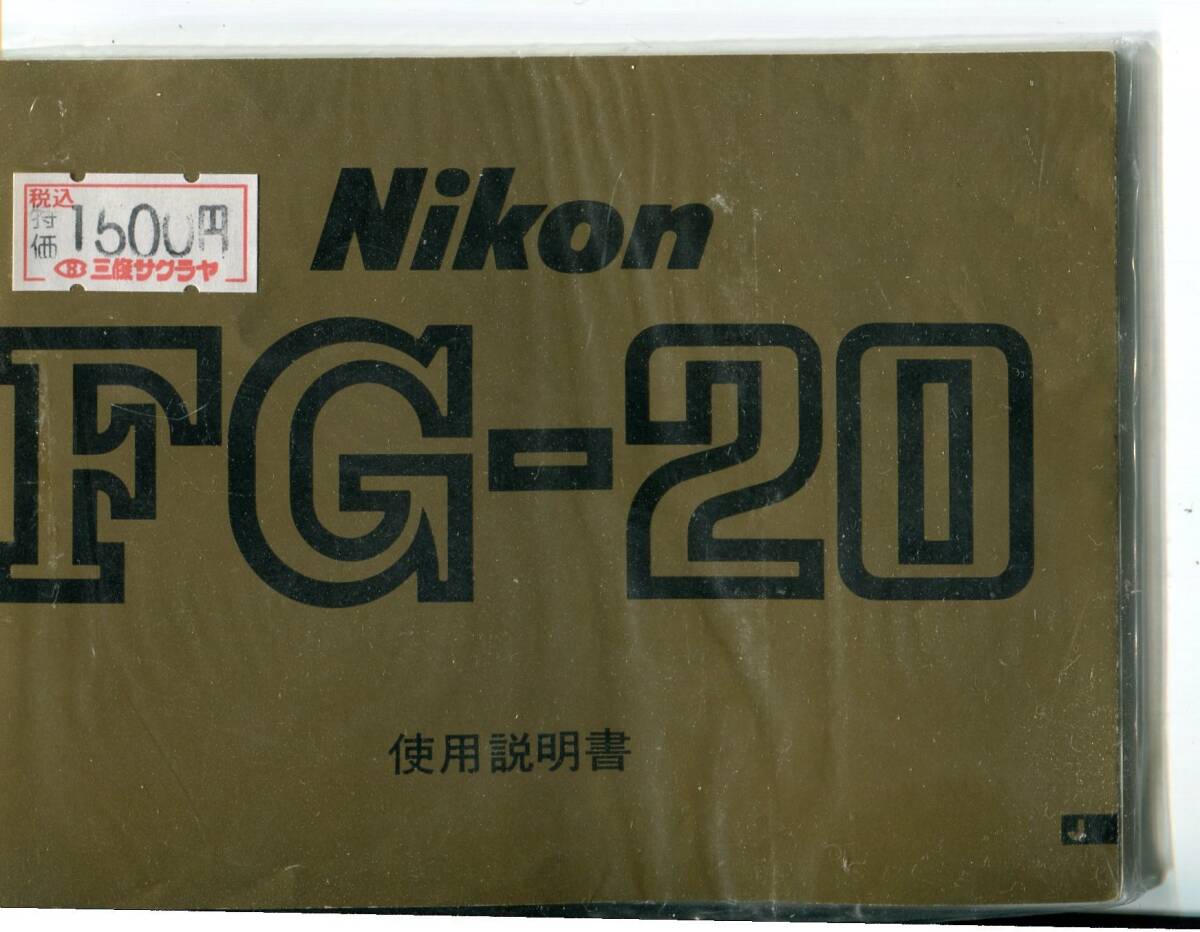 税込
特価 1500円
三條サクラヤ
Nikon
FG-20
使用説明書
J